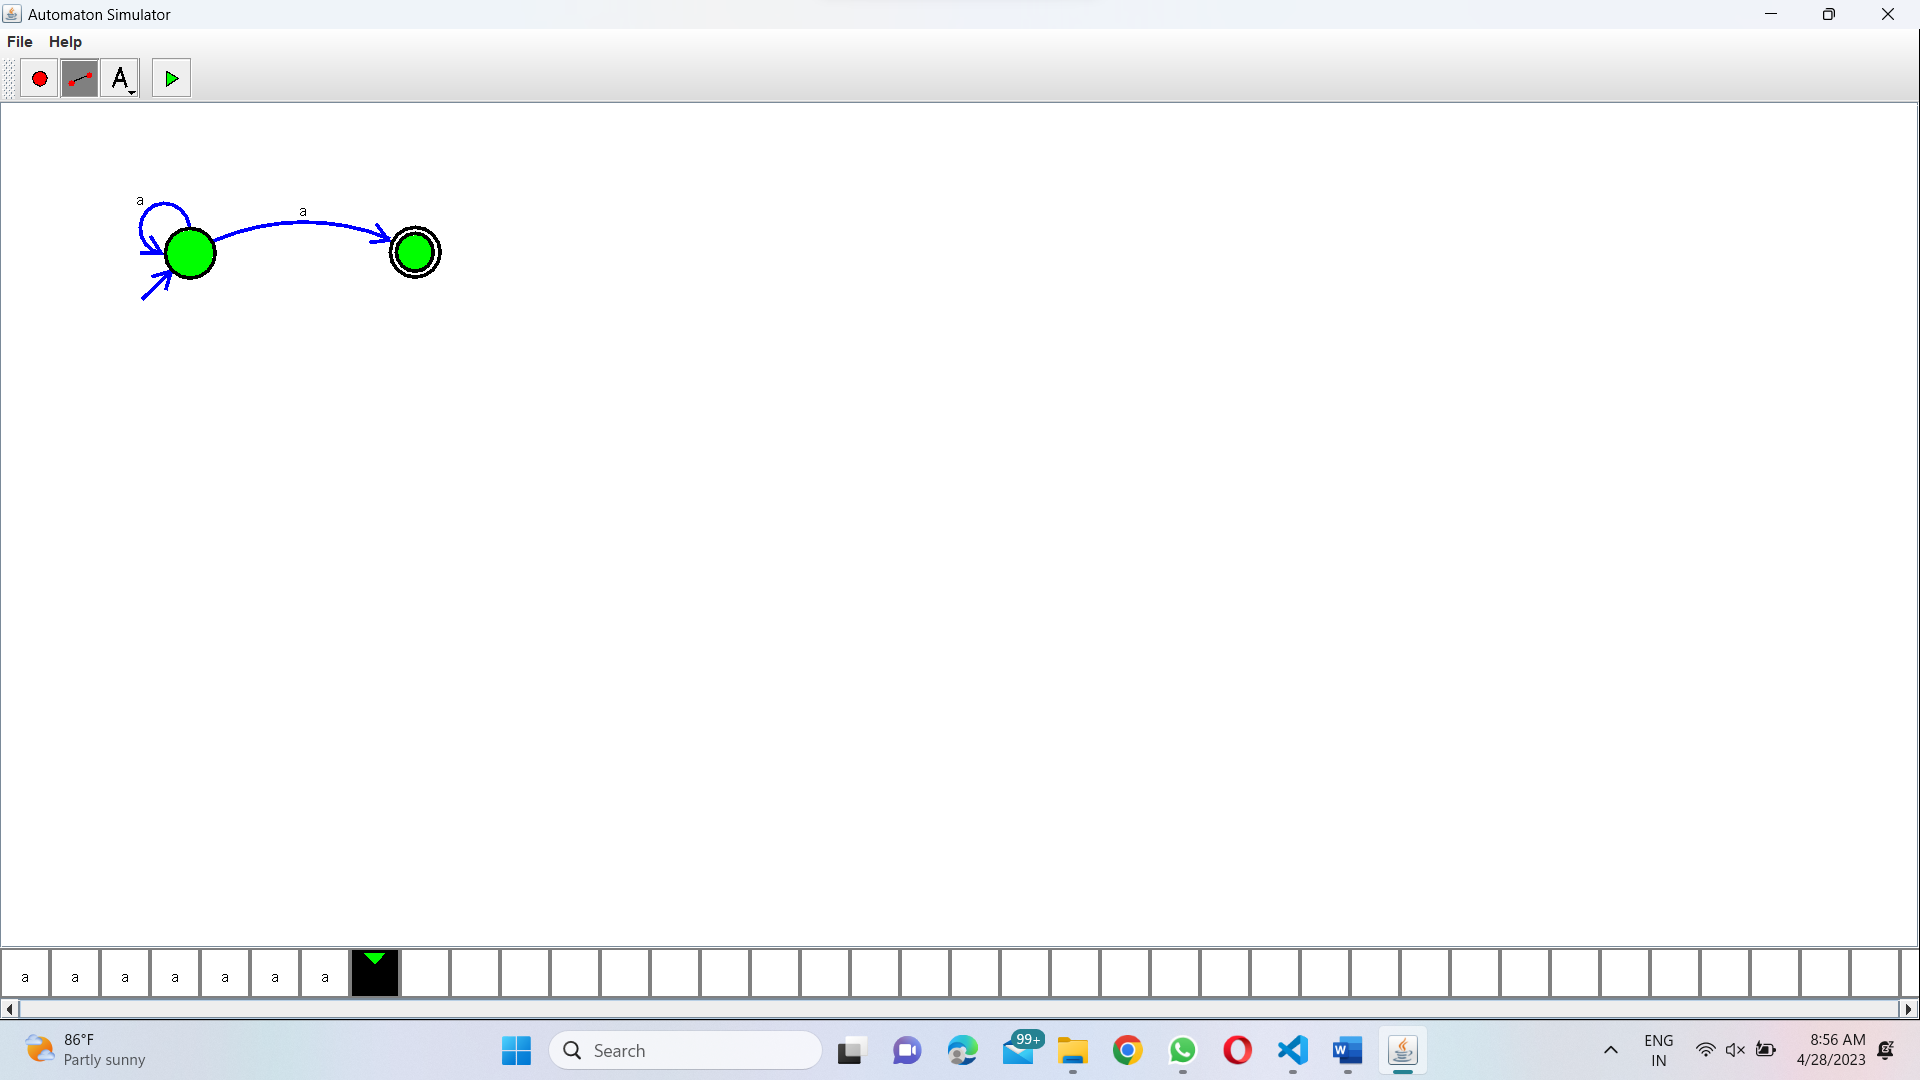 Automaton Simulator
File Help
A
a
a
a a a a a a a
86°F
Partly sunny
Search
99+
W
ENG
IN
8:56 AM
4/28/2023